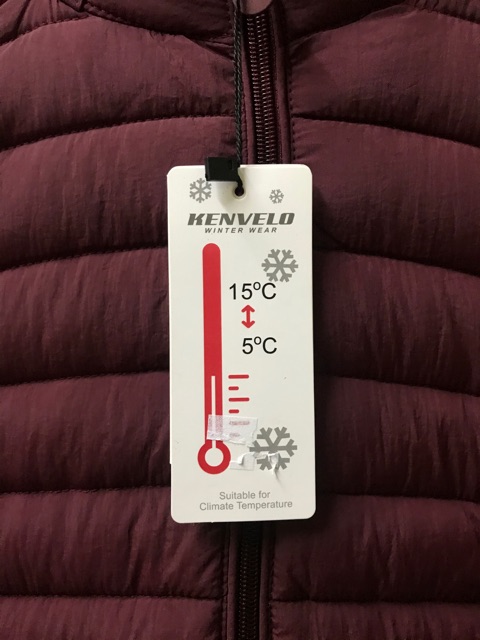 KENVELO
WINTER WEAR
15ºC
5ºC
Suitable for
Climate Temperature